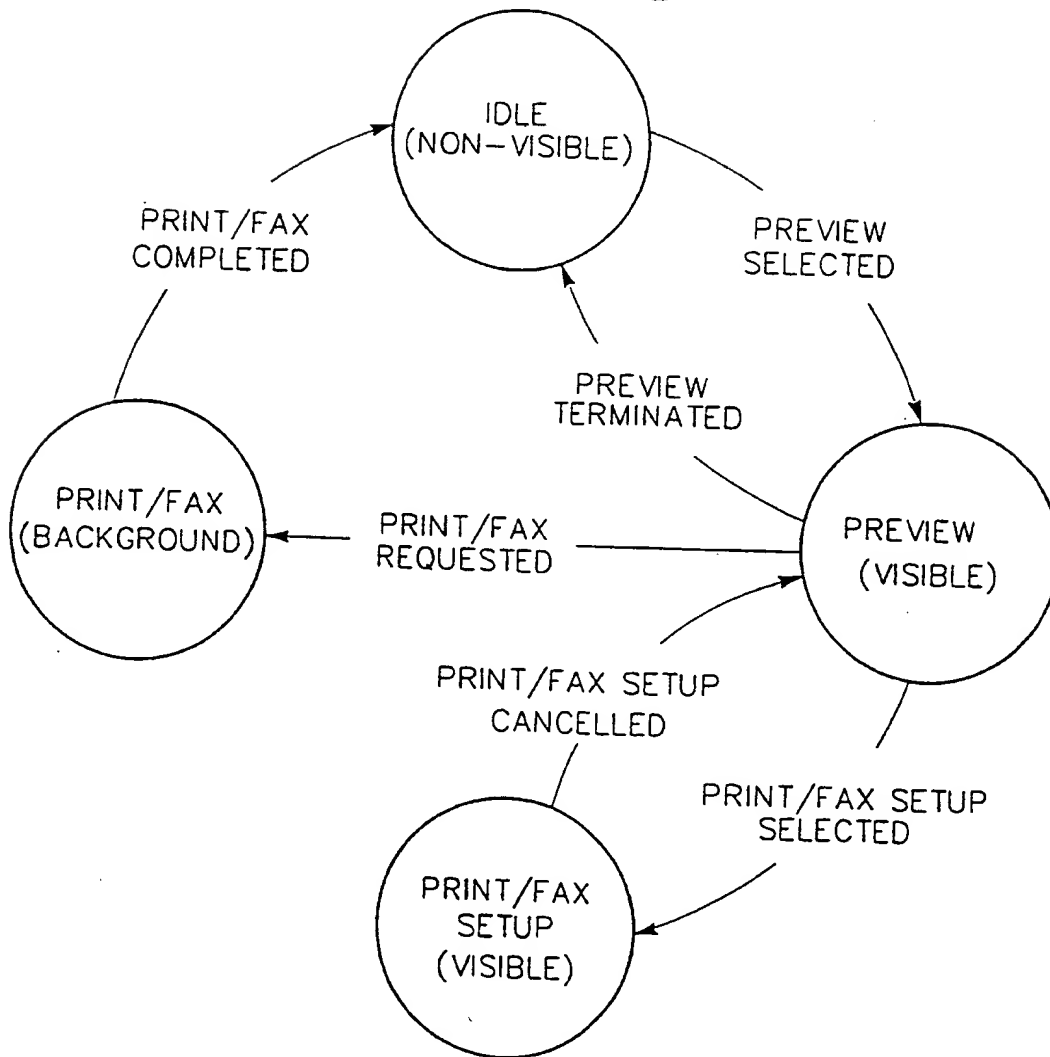 IDLE
(NON-VISIBLE)
PRINT/FAX
COMPLETED
PREVIEW
SELECTED
PREVIEW
TERMINATED
PRINT/FAX
(BACKGROUND)
PRINT/FAX
REQUESTED
PREVIEW
(VISIBLE)
PRINT/FAX SETUP
CANCELLED
PRINT/FAX SETUP
SELECTED
PRINT/FAX
SETUP
(VISIBLE)